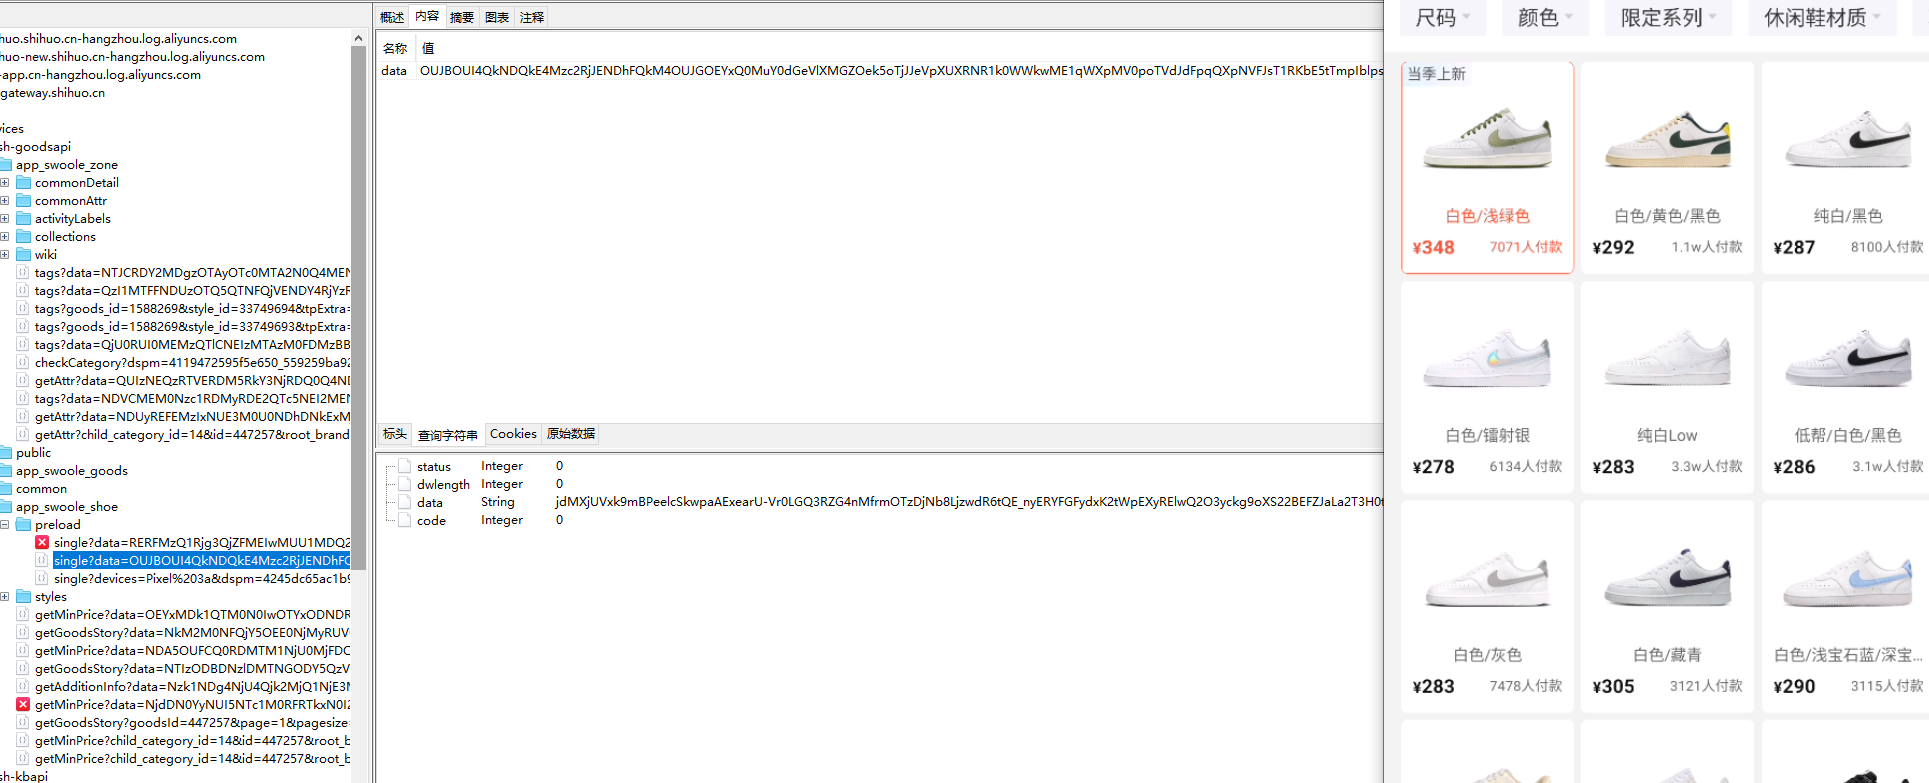 huo.shihuo.cn-hangzhou.log.aliyuncs.com
huo-new.shihuo.cn-hangzhou.log.aliyuncs.com
-app.cn-hangzhou.log.aliyuncs.com
gateway.shihuo.cn
vices
sh-goodsapi
app_swoole_zone
commonDetail
commonAttr
activityLabels
collections
wiki
tags?data=NTJCRDY2MDgzOTAyOTc0MTA2N0Q4MEN
tags?data=QzI1MTFFNDUzOTQ5QTNFQjVENDY4RjYzR
tags?goods_id=1588269&style_id=33749694&tpExtra=
tags?goods_id=1588269&style_id=33749693&tpExtra=
tags?data=QjU0RUI0MEMzQTlCNEIzMTAzM0FDMzBB
checkCategory?dspm=4119472595f5e650_559259ba92
getAttr?data=QUIzNEQzRTVERDM5RkY3NjRDQ0Q4NI
tags?data=NDVCMEM0Nzc1RDMyRDE2QTc5NEI2MEN
getAttr?data=NDUyREFEMzIxNUE3M0U0NDhDNkExM
getAttr?child_category_id=14&id=447257&root_brand
public
app_swoole_goods
common
app_swoole_shoe
preload
single?data=RERFMzQ1Rjg3QjZFMEIwMUU1MDQ2
single?data=OUJBOUI4QkNDQkE4Mzc2RjJENDhFQ
single?devices=Pixel%203a&dspm=4245dc65ac1b9
styles
getMinPrice?data=OEYxMDk1QTM0N0IwOTYxODNDR
getGoodsStory?data=NkM2M0NFQjY5OEE0NjMyRUV
getMinPrice?data=NDA5OUFCQ0RDMTM1NjU0MjFDC
getGoodsStory?data=NTIzODBDNzlDMTNGODY5QzV
getAdditionInfo?data=Nzk1NDg4NjU4Qjk2MjQ1NjE3M
getMinPrice?data=NjdDN0YyNUI5NTc1M0RFRTkxN0I2
getGoodsStory?goodsId=447257&page=1&pagesize=
getMinPrice?child_category_id=14&id=447257&root_b
getMinPrice?child_category_id=14&id=447257&root_b
sh-kbapi
概述 内容 摘要 图表 注释
名称 值
data OUJBOUI4QkNDQkE4Mzc2RjJENDhFQkM4OUJGOEYxQ0MuY0dGeVlXMGZOek5oTjJJeVpXUXRNR1k0WWkwME1qWXpMV0poTVdJdFpqQXpNVFJsT1RKbE5tTmpIblps
标头 查询字符串 Cookies 原始数据
status Integer 0
dwlength Integer 0
data String jdMXjUVxk9mBPeelcSkwpaAExearU-Vr0LGQ3RZG4nMfrmOTzDjNb8LjzwdR6tQE_nyERYFGFydxK2tWpEXyRElwQ2O3yckg9oXS22BEFZJaLa2T3H0t
code Integer 0
尺码 颜色 限定系列 休闲鞋材质
当季上新
白色/浅绿色 白色/黄色/黑色 纯白/黑色
¥348 7071人付款 ¥292 1.1w人付款 ¥287 8100人付款
白色/镭射银 纯白Low 低帮/白色/黑色
¥278 6134人付款 ¥283 3.3w人付款 ¥286 3.1w人付款
白色/灰色 白色/藏青 白色/浅宝石蓝/深宝...
¥283 7478人付款 ¥305 3121人付款 ¥290 3115人付款